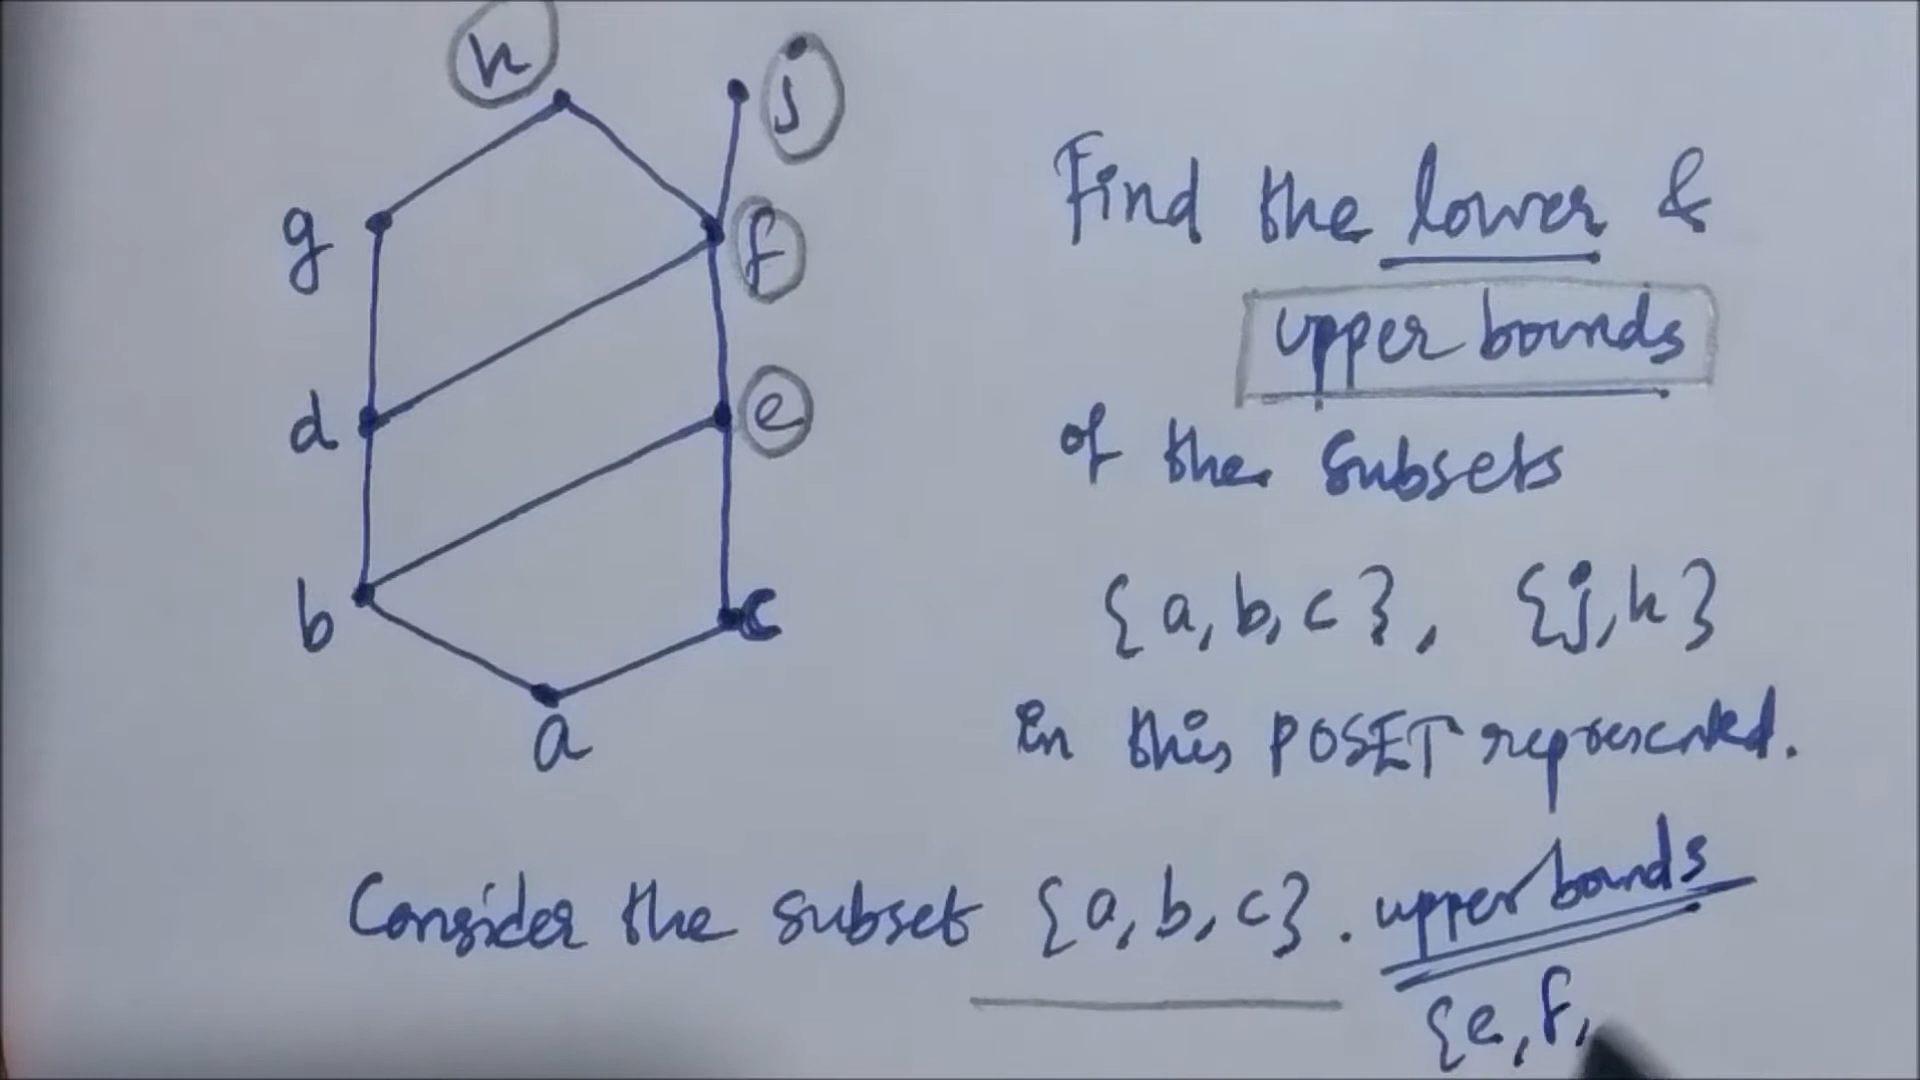 h
j
g
f
d
e
b
c
a
Find the lower &
upper bounds
of the subsets
{a, b, c}, {j, h}
in this POSET represented.
Consider the subset {a, b, c}. upper bounds
{e, f,